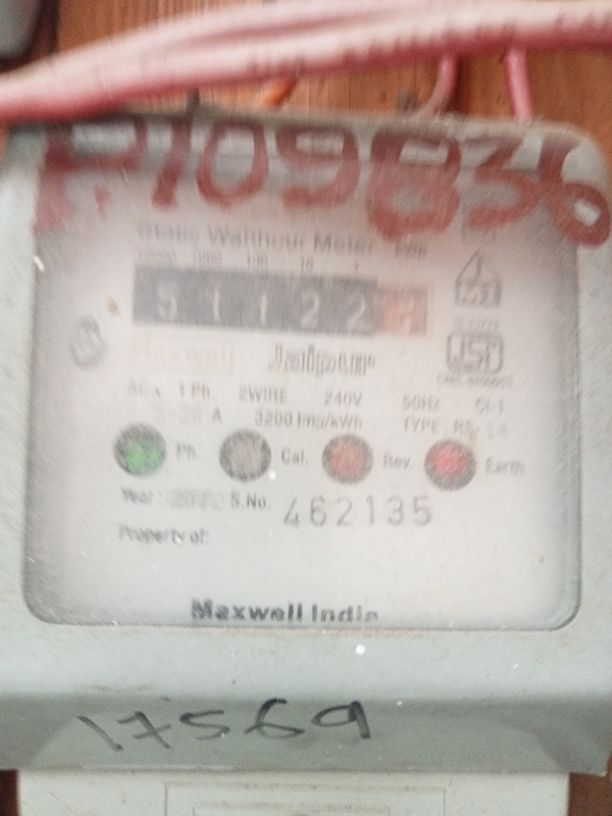 P109836
Static Watthour Meter kWh
10000 1000 100 10 1
5 1 1 2 2
Maxwell Jaipur
AC 1 Ph 2WIRE 240V 50Hz Cl-1
A 3200 Imp/kWh TYPE
Ph. Cal. Rev. Earth
Year: S.No. 462135
Property of:
Maxwell India
17569